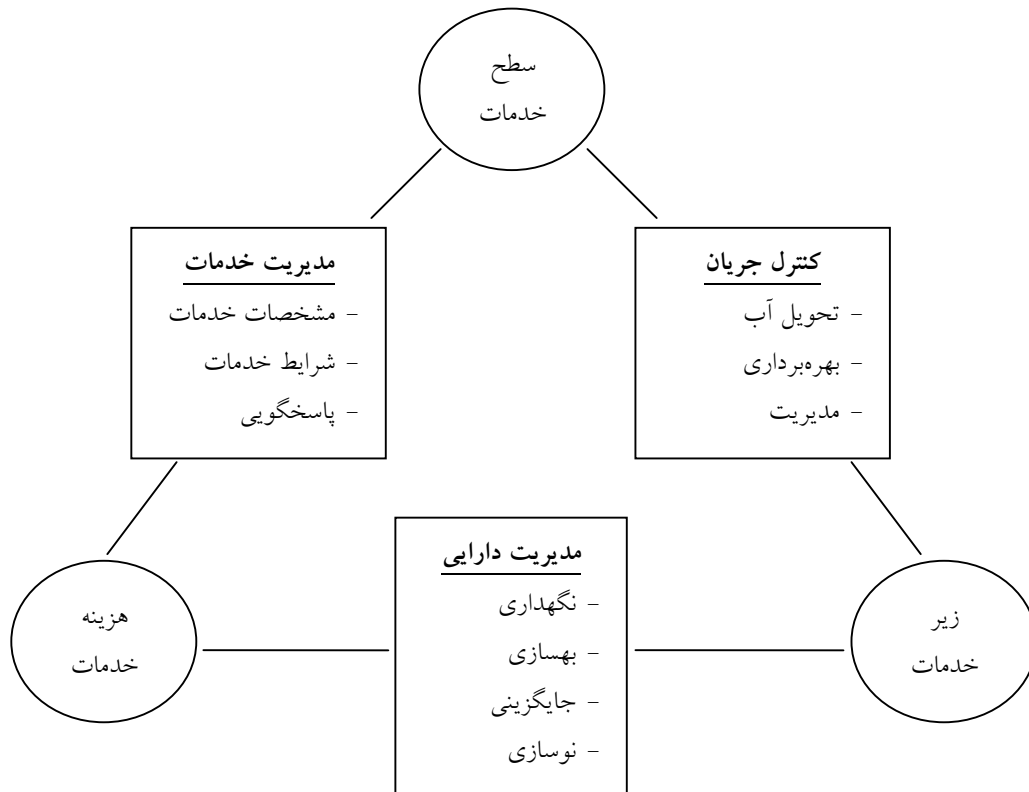 سطح
خدمات
کنترل جریان
- تحویل آب
- بهره‌برداری
- مدیریت
مدیریت خدمات
- مشخصات خدمات
- شرایط خدمات
- پاسخگویی
زیر
خدمات
مدیریت دارایی
- نگهداری
- بهسازی
- جایگزینی
- نوسازی
هزینه
خدمات